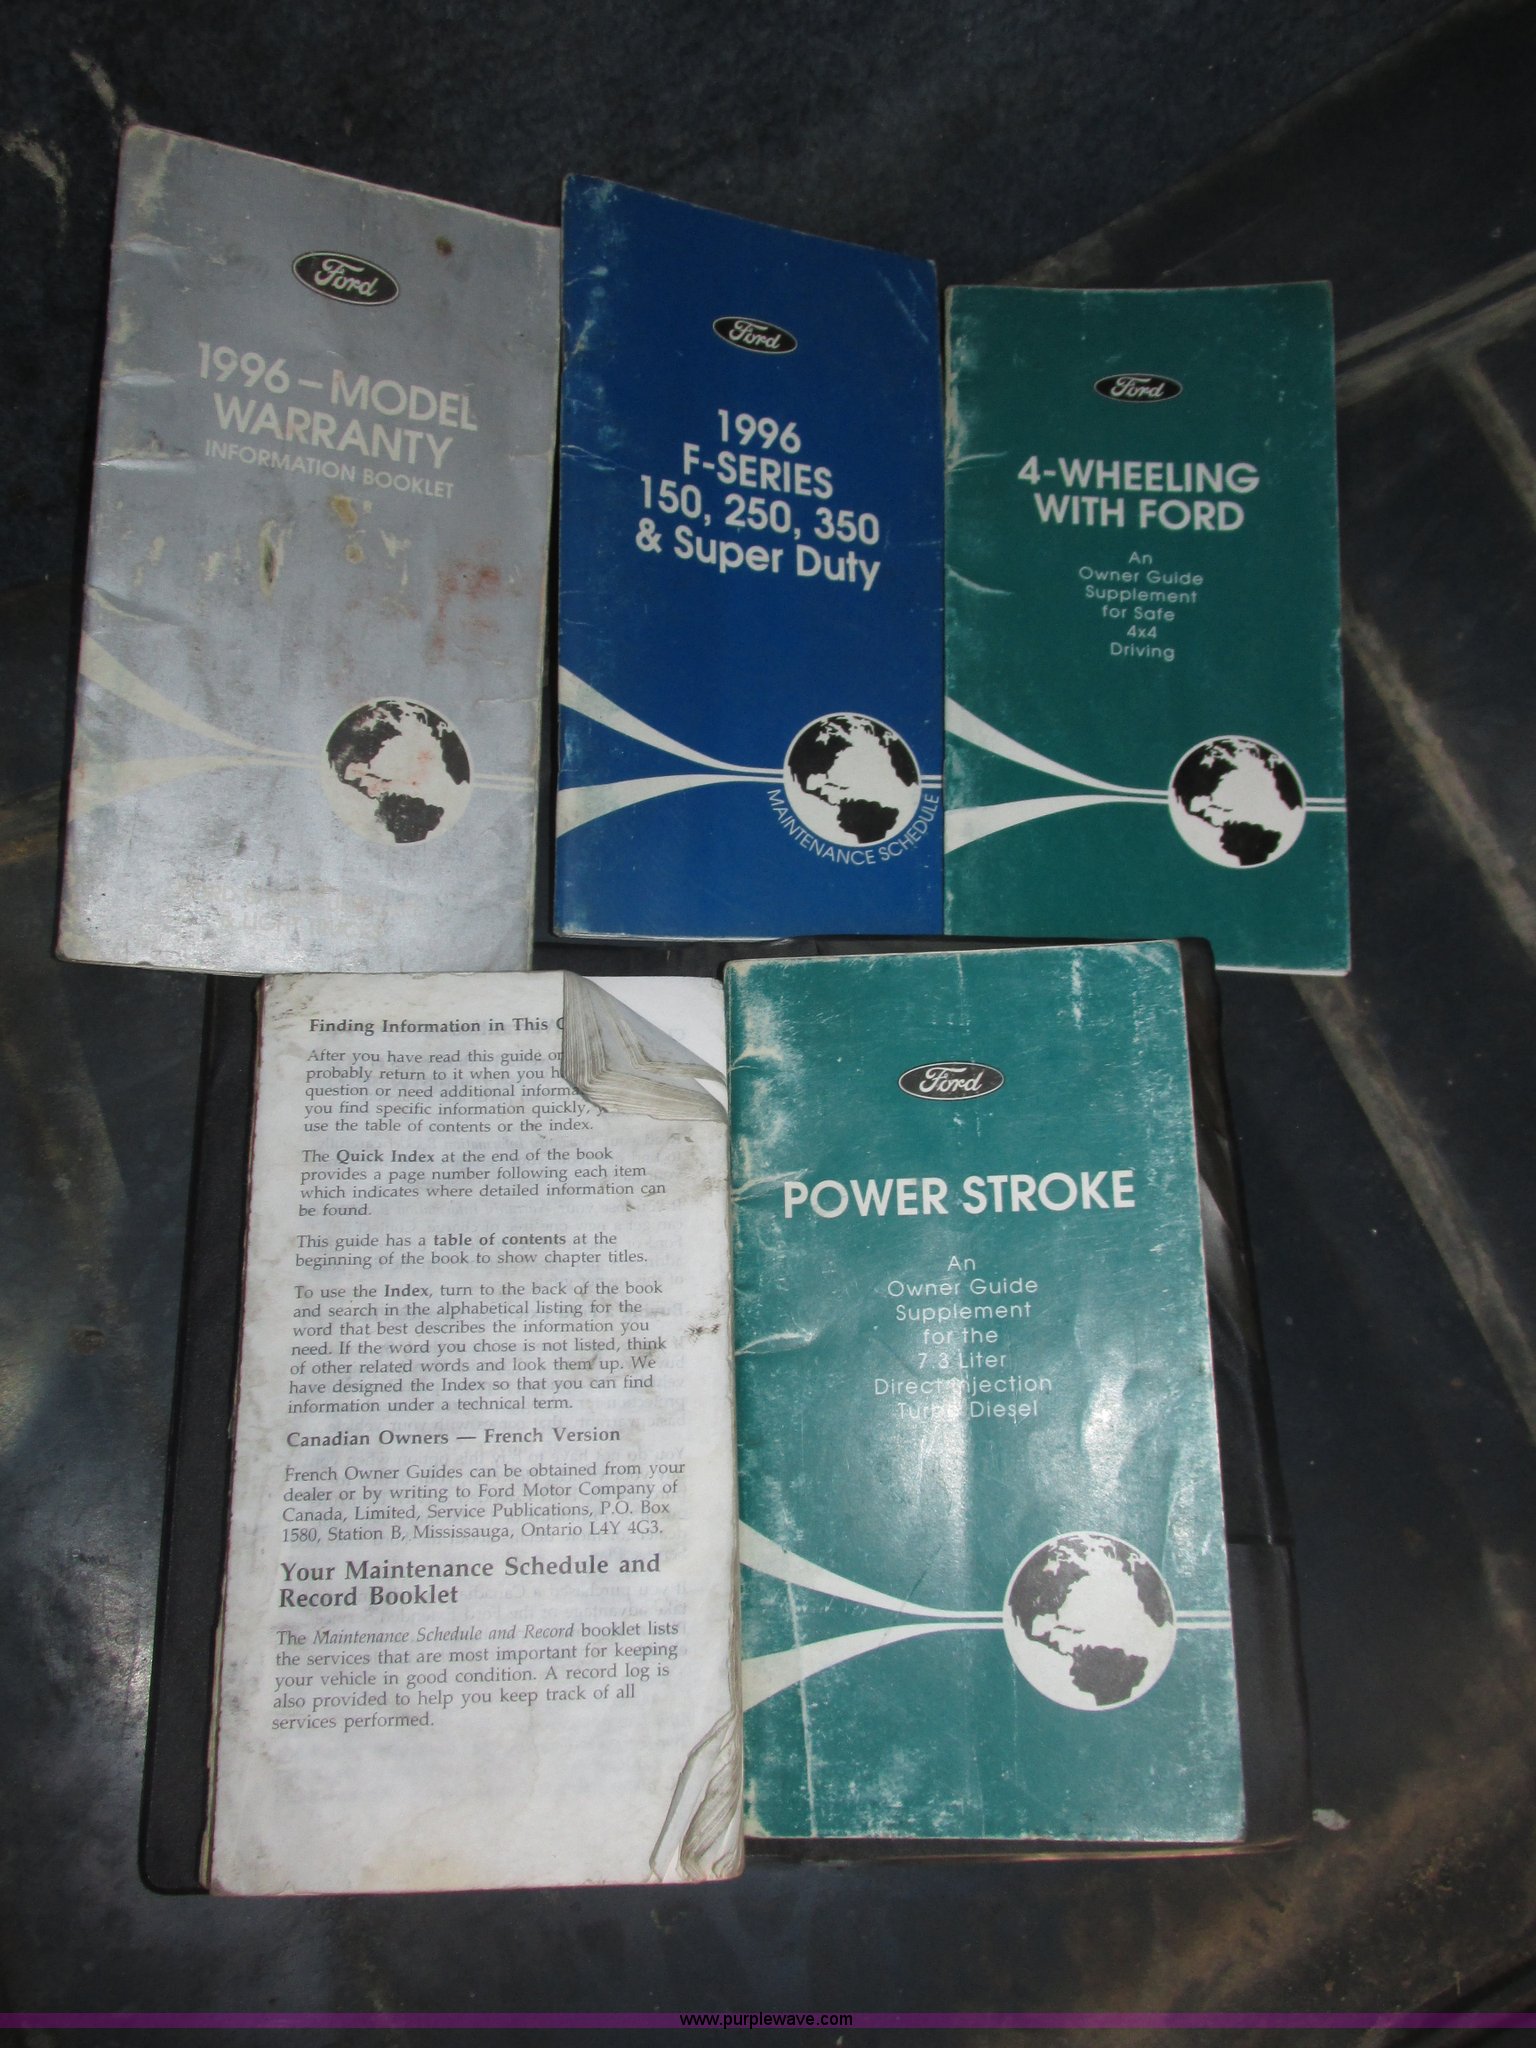 Ford
1996 – MODEL
WARRANTY
INFORMATION BOOKLET
Ford
1996
F-SERIES
150, 250, 350
& Super Duty
MAINTENANCE SCHEDULE
Ford
4-WHEELING
WITH FORD
An
Owner Guide
Supplement
for Safe
4x4
Driving
Finding Information in This
After you have read this guide
probably return to it when you
question or need additional
you find specific information quickly,
use the table of contents or the index.
The Quick Index at the end of the book
provides a page number following each item
which indicates where detailed information can
be found.
This guide has a table of contents at the
beginning of the book to show chapter titles.
To use the Index, turn to the back of the book
and search in the alphabetical listing for the
word that best describes the information you
need. If the word you chose is not listed, think
of other related words and look them up. We
have designed the Index so that you can find
information under a technical term.
Canadian Owners — French Version
French Owner Guides can be obtained from your
dealer or by writing to Ford Motor Company of
Canada, Limited, Service Publications, P.O. Box
1580, Station B, Mississauga, Ontario L4Y 4G3.
Your Maintenance Schedule and
Record Booklet
The Maintenance Schedule and Record booklet lists
the services that are most important for keeping
your vehicle in good condition. A record log is
also provided to help you keep track of all
services performed.
Ford
POWER STROKE
An
Owner Guide
Supplement
for the
7.3 Liter
Direct Injection
Turbo Diesel
www.purplewave.com